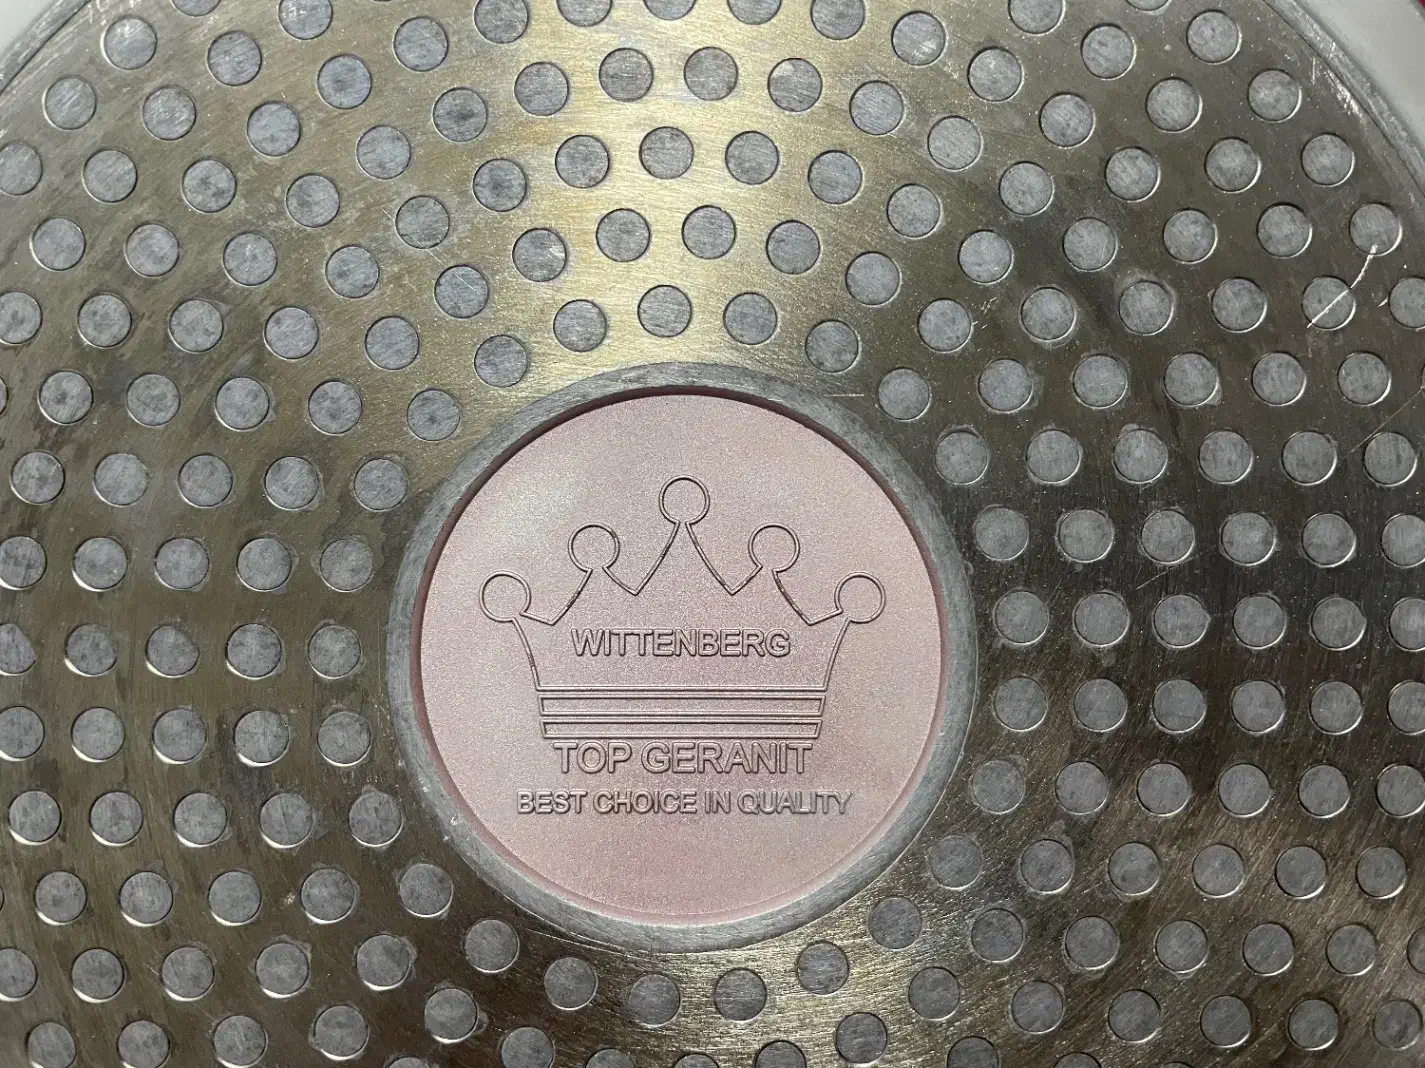 WITTENBERG
TOP GERANIT
BEST CHOICE IN QUALITY